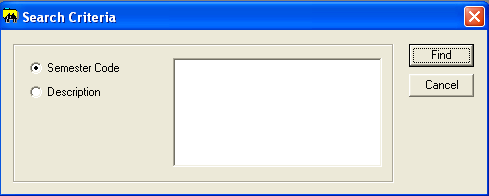 Search Criteria
Semester Code
Description
Find
Cancel